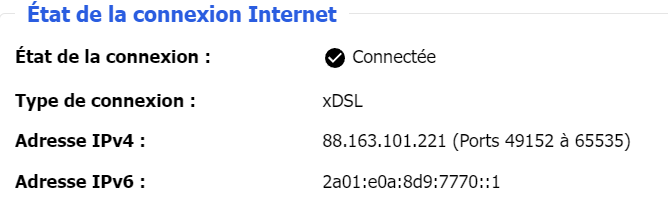 État de la connexion Internet
État de la connexion : Connectée
Type de connexion : xDSL
Adresse IPv4 : 88.163.101.221 (Ports 49152 à 65535)
Adresse IPv6 : 2a01:e0a:8d9:7770::1